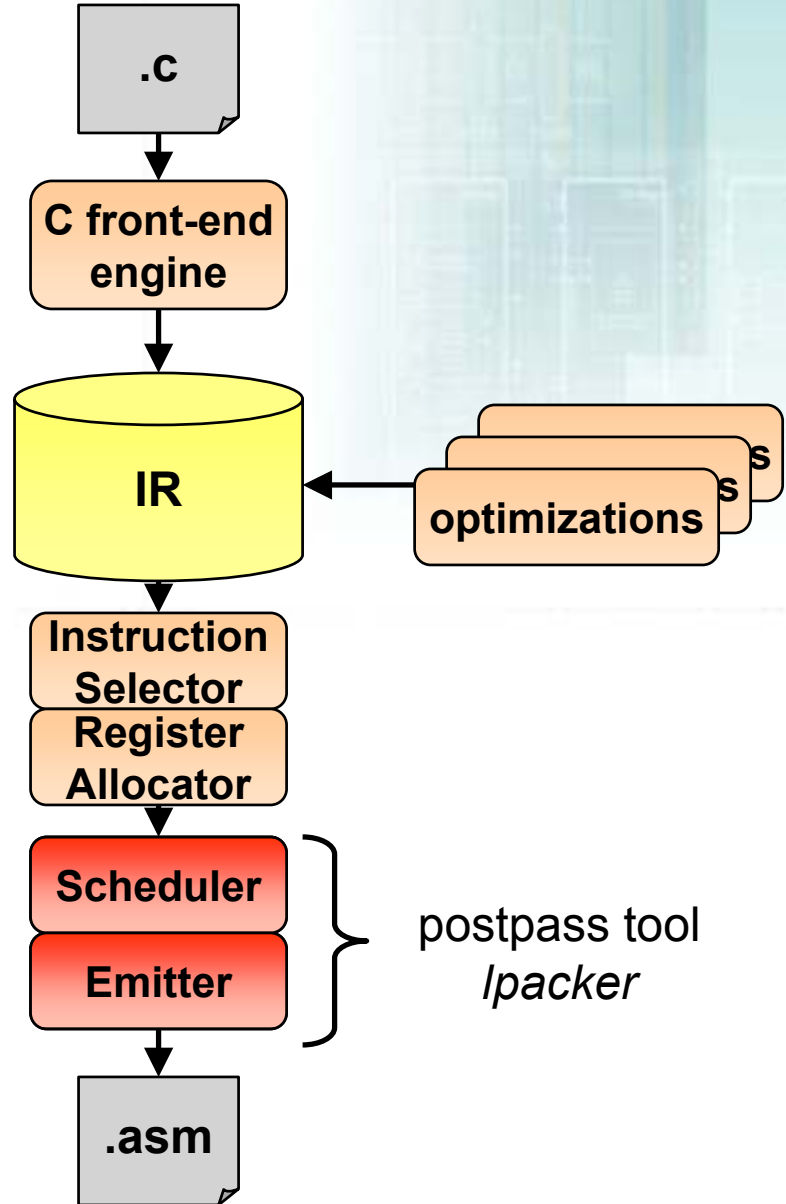 .c
C front-end
engine
IR
s
s
optimizations
Instruction
Selector
Register
Allocator
Scheduler
Emitter
postpass tool
lpacker
.asm